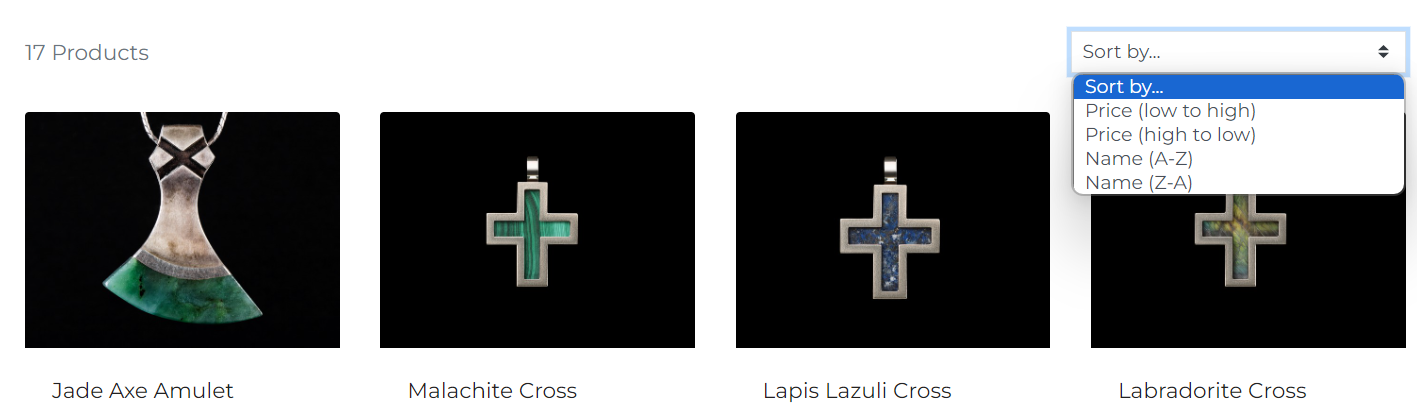 17 Products
Sort by...
Sort by...
Price (low to high)
Price (high to low)
Name (A-Z)
Name (Z-A)
Jade Axe Amulet
Malachite Cross
Lapis Lazuli Cross
Labradorite Cross